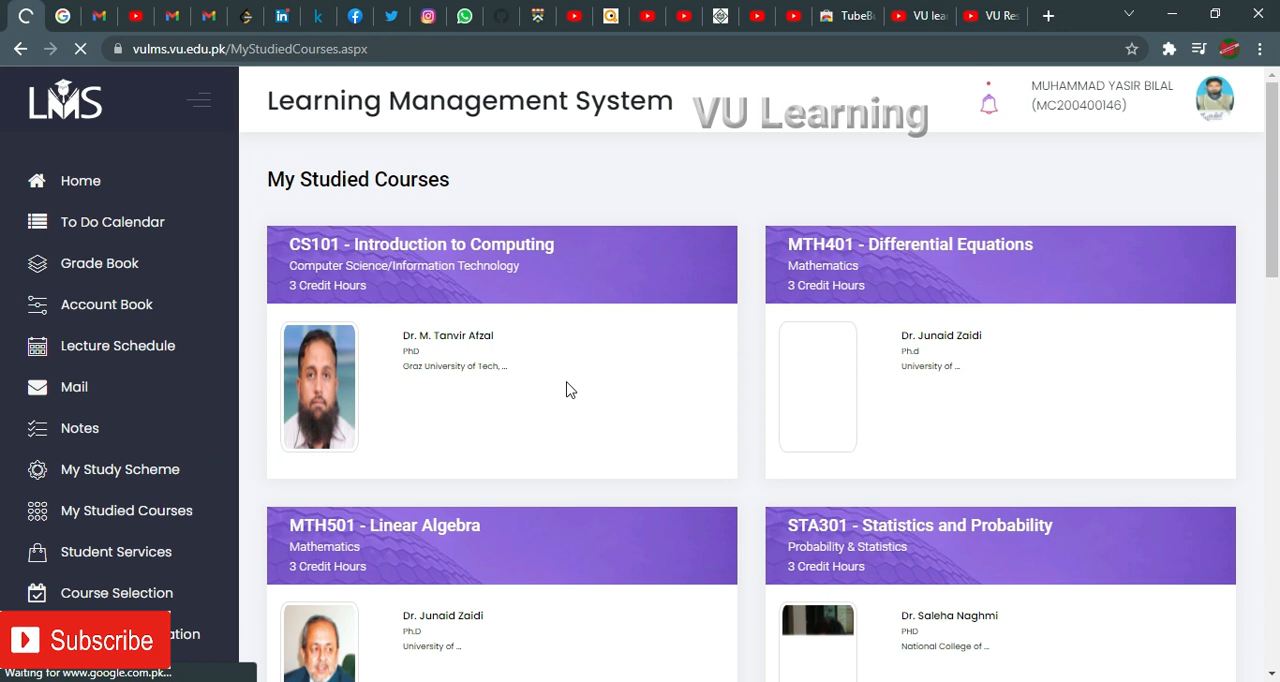 TubeBu
VU lea
VU Res
vulms.vu.edu.pk/MyStudiedCourses.aspx
LMS
Learning Management System
VU Learning
MUHAMMAD YASIR BILAL
(MC200400146)
Home
To Do Calendar
Grade Book
Account Book
Lecture Schedule
Mail
Notes
My Study Scheme
My Studied Courses
Student Services
Course Selection
ation
Subscribe
Waiting for www.google.com.pk...
My Studied Courses
CS101 - Introduction to Computing
Computer Science/Information Technology
3 Credit Hours
Dr. M. Tanvir Afzal
PhD
Graz University of Tech, ...
MTH401 - Differential Equations
Mathematics
3 Credit Hours
Dr. Junaid Zaidi
Ph.d
University of ...
MTH501 - Linear Algebra
Mathematics
3 Credit Hours
Dr. Junaid Zaidi
Ph.D
University of ...
STA301 - Statistics and Probability
Probability & Statistics
3 Credit Hours
Dr. Saleha Naghmi
PHD
National College of ...